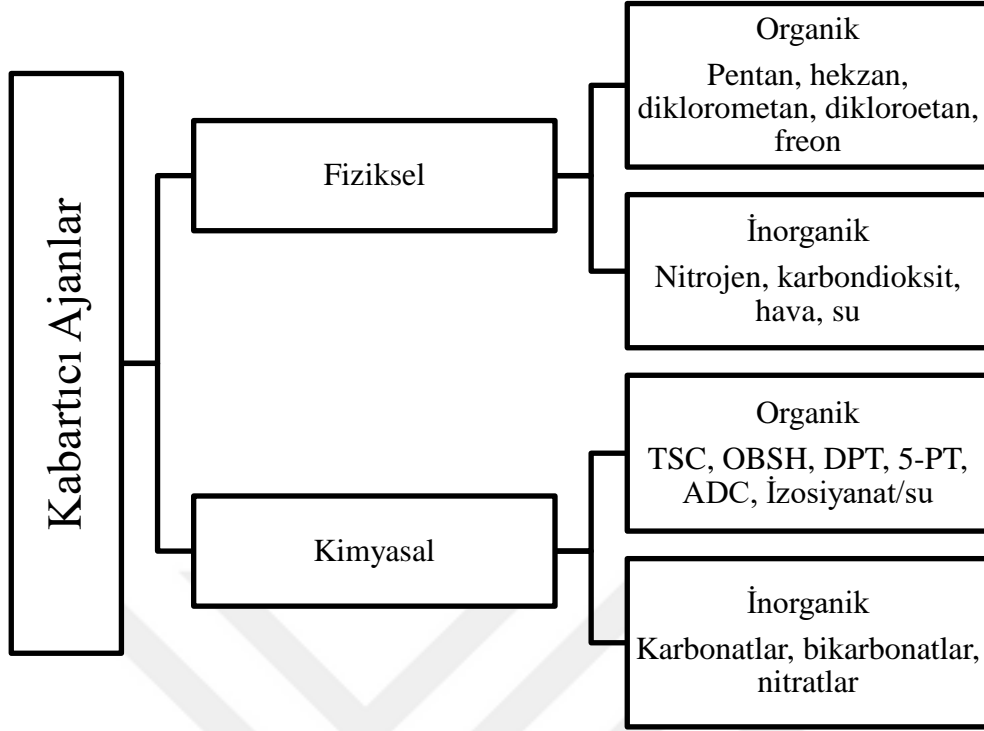 Kabartıcı Ajanlar
Fiziksel
Organik
Pentan, hekzan,
diklorometan, dikloroetan,
freon
İnorganik
Nitrojen, karbondioksit,
hava, su
Kimyasal
Organik
TSC, OBSH, DPT, 5-PT,
ADC, İzosiyanat/su
İnorganik
Karbonatlar, bikarbonatlar,
nitratlar